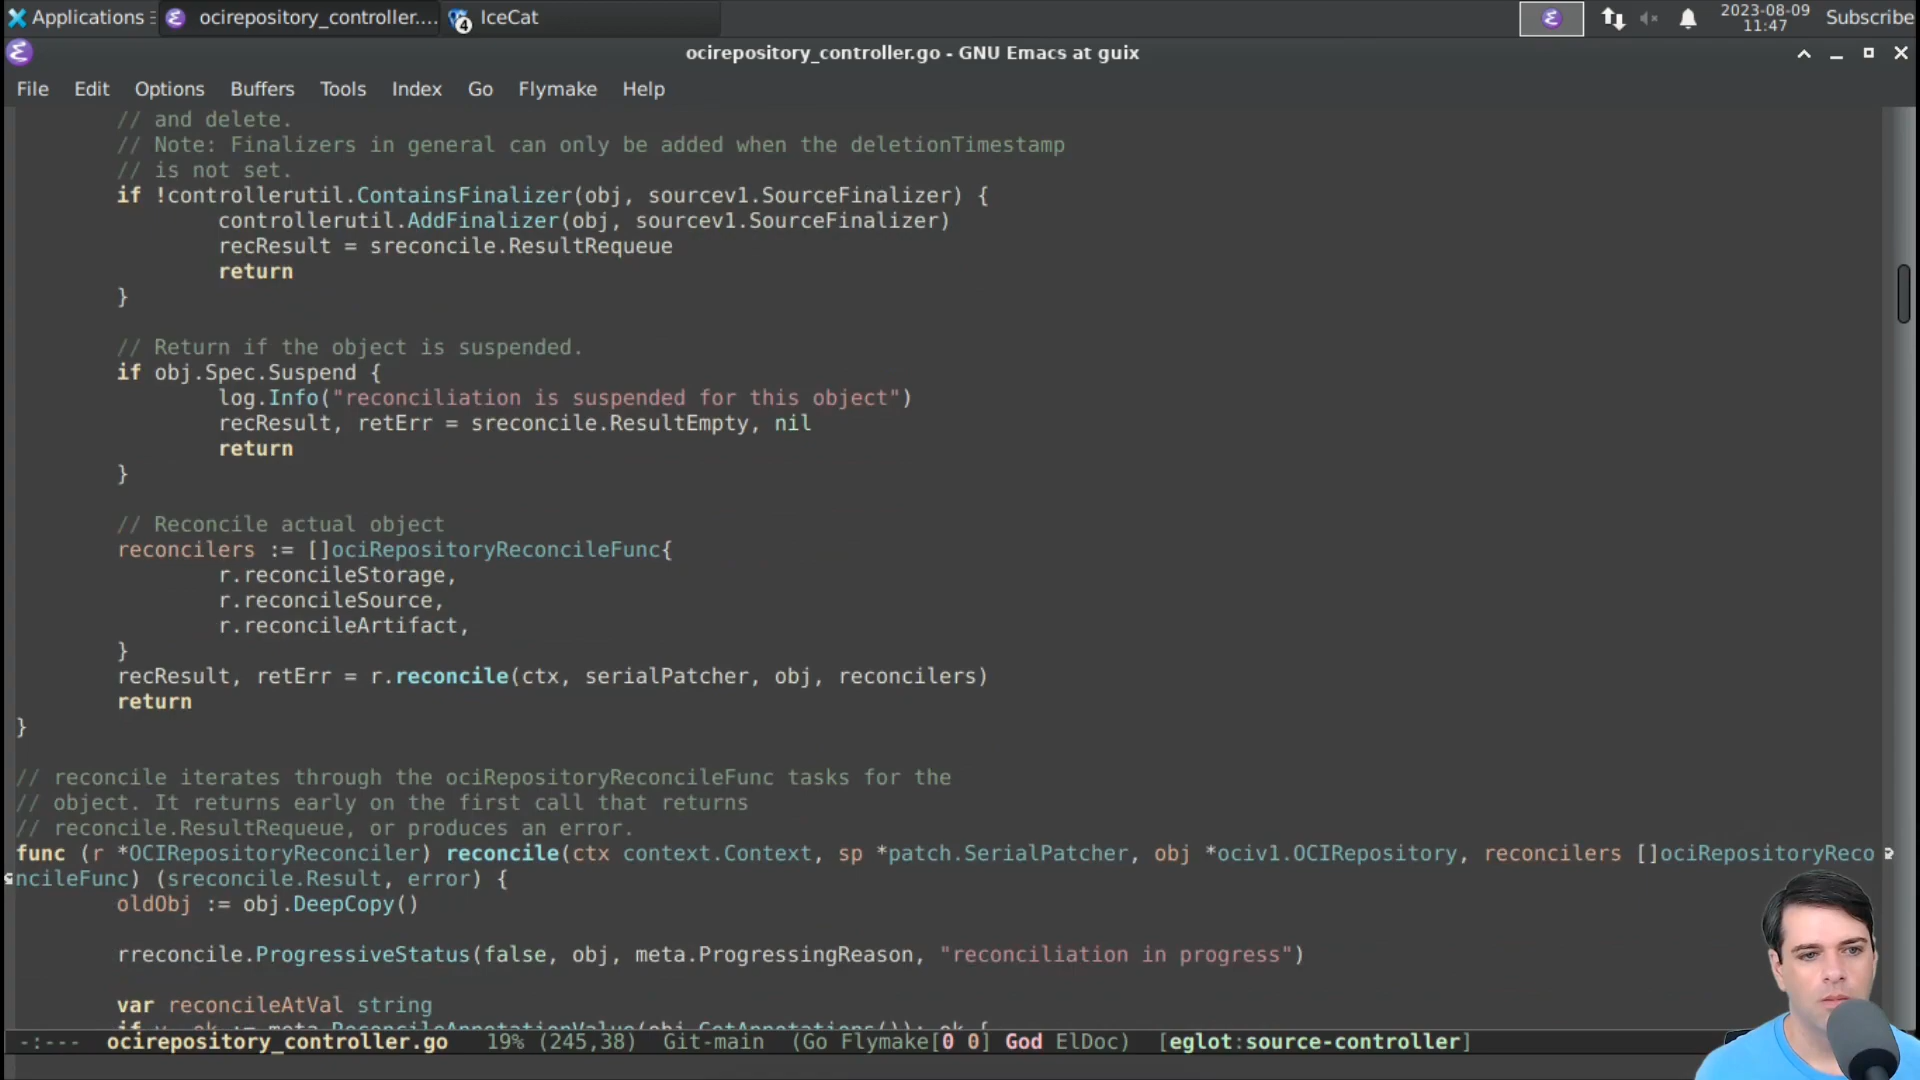 Applications
ocirepository_controller....
4
IceCat
2023-08-09
11:47
Subscribe
ocirepository_controller.go - GNU Emacs at guix
File Edit Options Buffers Tools Index Go Flymake Help
// and delete.
// Note: Finalizers in general can only be added when the deletionTimestamp
// is not set.
if !controllerutil.ContainsFinalizer(obj, sourcev1.SourceFinalizer) {
controllerutil.AddFinalizer(obj, sourcev1.SourceFinalizer)
recResult = sreconcile.ResultRequeue
return
}
// Return if the object is suspended.
if obj.Spec.Suspend {
log.Info("reconciliation is suspended for this object")
recResult, retErr = sreconcile.ResultEmpty, nil
return
}
// Reconcile actual object
reconcilers := []ociRepositoryReconcileFunc{
r.reconcileStorage,
r.reconcileSource,
r.reconcileArtifact,
}
recResult, retErr = r.reconcile(ctx, serialPatcher, obj, reconcilers)
return
}
// reconcile iterates through the ociRepositoryReconcileFunc tasks for the
// object. It returns early on the first call that returns
// reconcile.ResultRequeue, or produces an error.
func (r *OCIRepositoryReconciler) reconcile(ctx context.Context, sp *patch.SerialPatcher, obj *ociv1.OCIRepository, reconcilers []ociRepositoryReco
ncileFunc) (sreconcile.Result, error) {
oldObj := obj.DeepCopy()
rreconcile.ProgressiveStatus(false, obj, meta.ProgressingReason, "reconciliation in progress")
var reconcileAtVal string
if v, ok := meta.ReconcileAnnotationValue(obj.GetAnnotations()); ok {
-:--- ocirepository_controller.go 19% (245,38) Git-main (Go Flymake[0 0] God ElDoc) [eglot:source-controller]